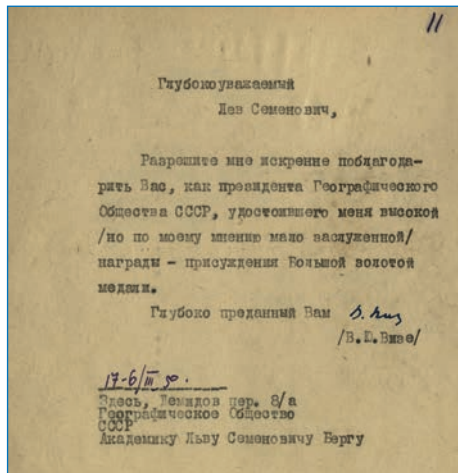 11
Глубокоуважаемый
Лев Семенович,
Разрешите мне искренне поблагода-
рить Вас, как президента Географического
Общества СССР, удостоившего меня высокой
/но по моему мнению мало заслуженной/
награды - присуждения Большой золотой
медали.
Глубоко преданный Вам
/В.Ю.Визе/
Здесь, Демидов пер. 8/а
Географическое Общество
СССР
Академику Льву Семеновичу Бергу